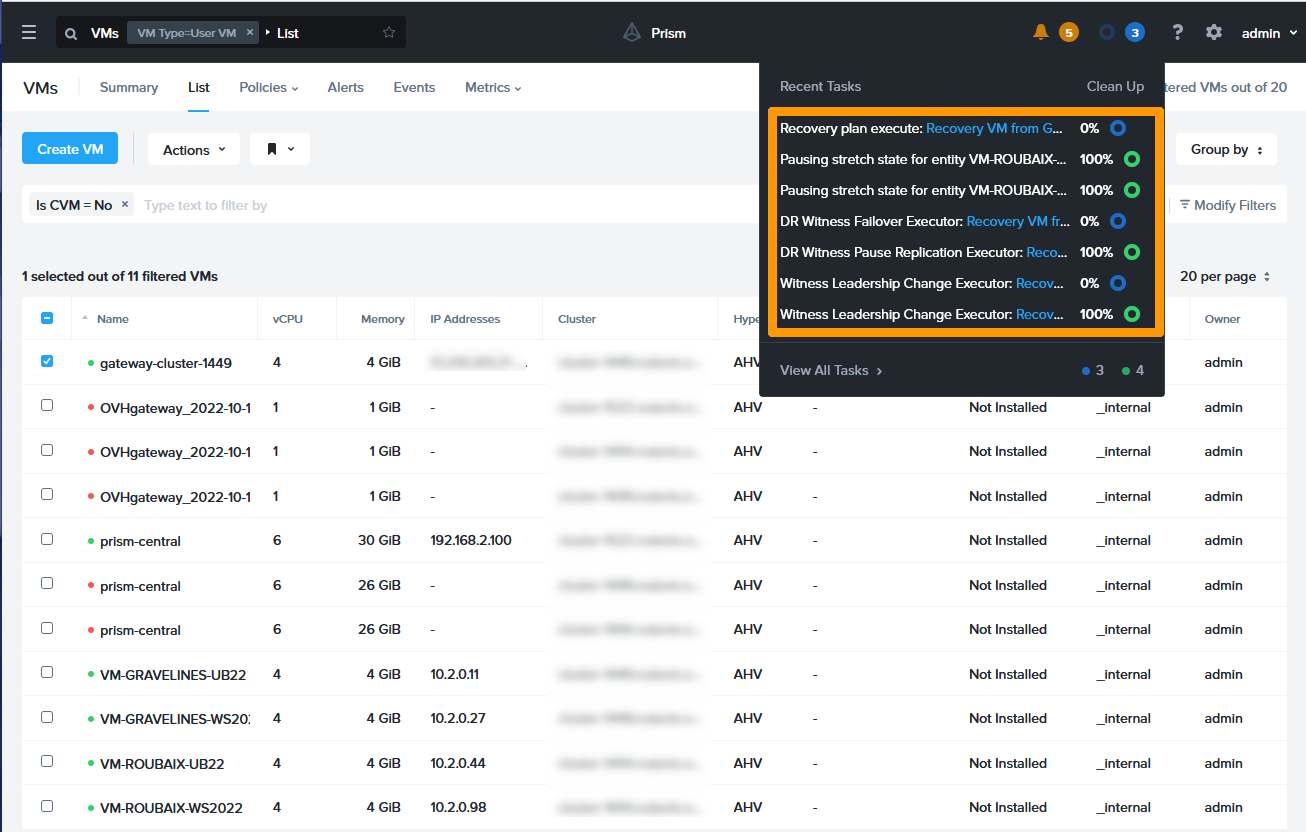 VMs VM Type=User VM × List Prism 5 3 ? admin
VMs Summary List Policies Alerts Events Metrics tered VMs out of 20
Recent Tasks Clean Up
Create VM Actions Group by
Recovery plan execute: Recovery VM from G... 0%
Pausing stretch state for entity VM-ROUBAIX-... 100%
Pausing stretch state for entity VM-ROUBAIX-... 100%
DR Witness Failover Executor: Recovery VM fr... 0%
DR Witness Pause Replication Executor: Reco... 100%
Witness Leadership Change Executor: Recov... 0%
Witness Leadership Change Executor: Recov... 100%
View All Tasks 3 4
Is CVM = No × Type text to filter by Modify Filters
1 selected out of 11 filtered VMs 20 per page
Name vCPU Memory IP Addresses Cluster Hype Owner
gateway-cluster-1449 4 4 GiB AHV admin
OVHgateway_2022-10-1 1 1 GiB - AHV - Not Installed _internal admin
OVHgateway_2022-10-1 1 1 GiB - AHV - Not Installed _internal admin
OVHgateway_2022-10-1 1 1 GiB - AHV - Not Installed _internal admin
prism-central 6 30 GiB 192.168.2.100 AHV - Not Installed _internal admin
prism-central 6 26 GiB - AHV - Not Installed _internal admin
prism-central 6 26 GiB - AHV - Not Installed _internal admin
VM-GRAVELINES-UB22 4 4 GiB 10.2.0.11 AHV - Not Installed _internal admin
VM-GRAVELINES-WS202 4 4 GiB 10.2.0.27 AHV - Not Installed _internal admin
VM-ROUBAIX-UB22 4 4 GiB 10.2.0.44 AHV - Not Installed _internal admin
VM-ROUBAIX-WS2022 4 4 GiB 10.2.0.98 AHV - Not Installed _internal admin